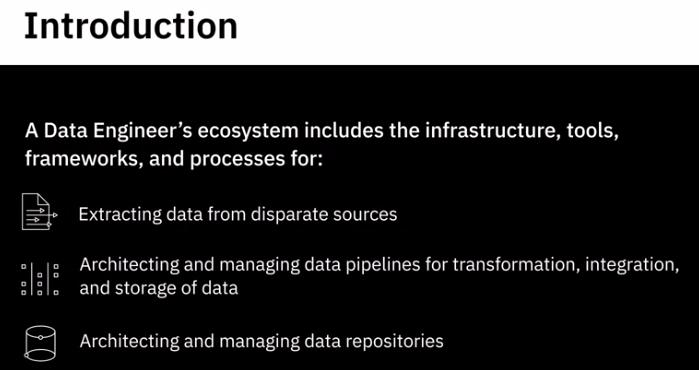 Introduction
A Data Engineer's ecosystem includes the infrastructure, tools,
frameworks, and processes for:
Extracting data from disparate sources
Architecting and managing data pipelines for transformation, integration,
and storage of data
Architecting and managing data repositories